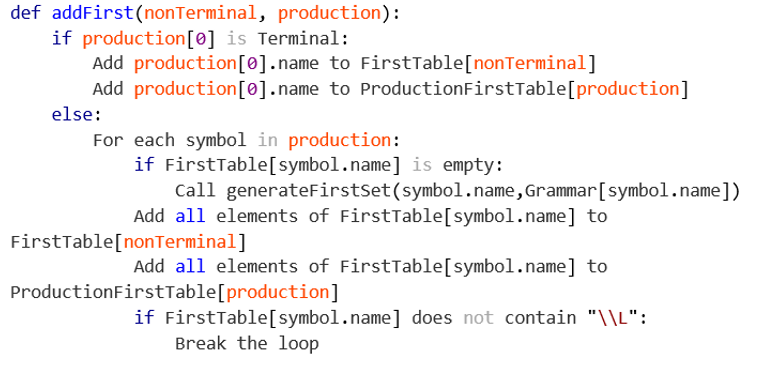 def addFirst(nonTerminal, production):
    if production[0] is Terminal:
        Add production[0].name to FirstTable[nonTerminal]
        Add production[0].name to ProductionFirstTable[production]
    else:
        For each symbol in production:
            if FirstTable[symbol.name] is empty:
                Call generateFirstSet(symbol.name,Grammar[symbol.name])
            Add all elements of FirstTable[symbol.name] to
FirstTable[nonTerminal]
            Add all elements of FirstTable[symbol.name] to
ProductionFirstTable[production]
            if FirstTable[symbol.name] does not contain "\\L":
                Break the loop